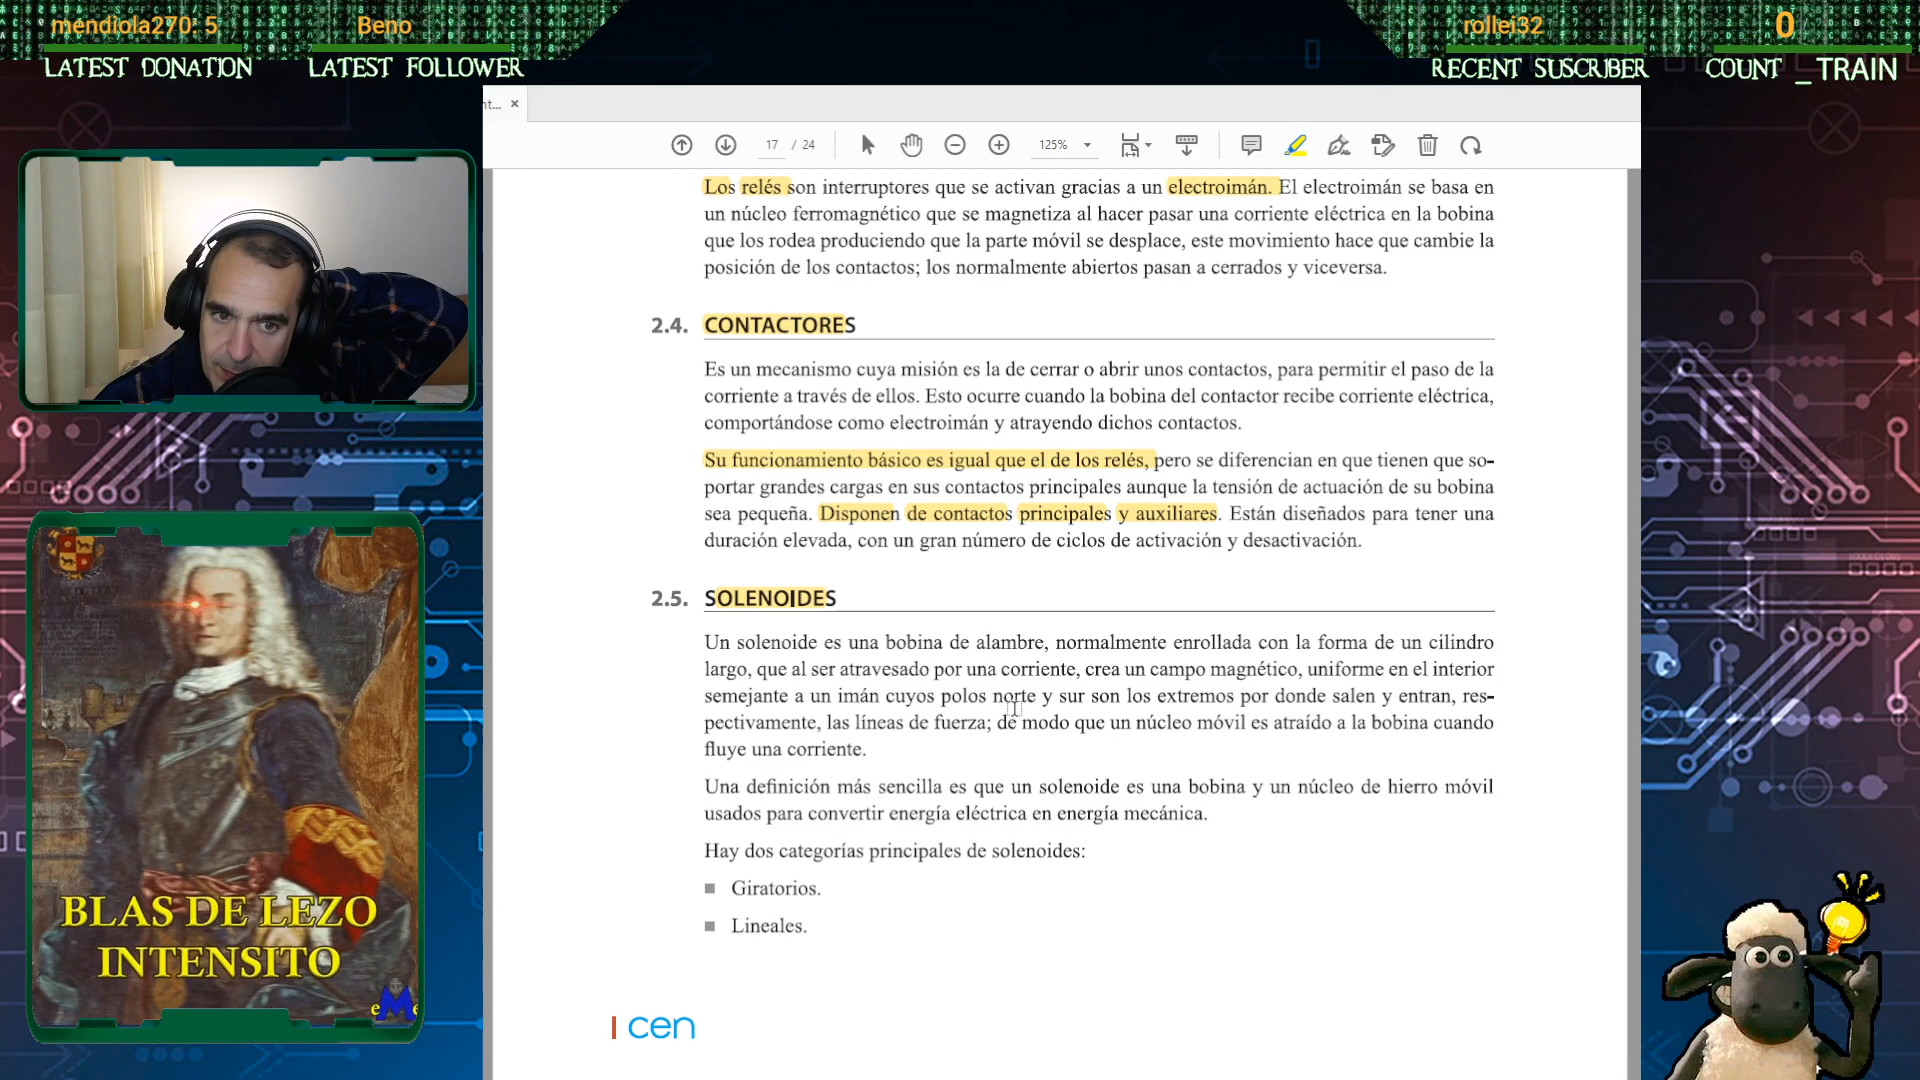 mendiola270: 5
Beno
rollei32
0
LATEST DONATION
LATEST FOLLOWER
RECENT SUSCRIBER
COUNT _TRAIN
nt... ×
17 / 24
125%
Los relés son interruptores que se activan gracias a un electroimán. El electroimán se basa en
un núcleo ferromagnético que se magnetiza al hacer pasar una corriente eléctrica en la bobina
que los rodea produciendo que la parte móvil se desplace, este movimiento hace que cambie la
posición de los contactos; los normalmente abiertos pasan a cerrados y viceversa.
2.4. CONTACTORES
Es un mecanismo cuya misión es la de cerrar o abrir unos contactos, para permitir el paso de la
corriente a través de ellos. Esto ocurre cuando la bobina del contactor recibe corriente eléctrica,
comportándose como electroimán y atrayendo dichos contactos.
Su funcionamiento básico es igual que el de los relés, pero se diferencian en que tienen que so-
portar grandes cargas en sus contactos principales aunque la tensión de actuación de su bobina
sea pequeña. Disponen de contactos principales y auxiliares. Están diseñados para tener una
duración elevada, con un gran número de ciclos de activación y desactivación.
2.5. SOLENOIDES
Un solenoide es una bobina de alambre, normalmente enrollada con la forma de un cilindro
largo, que al ser atravesado por una corriente, crea un campo magnético, uniforme en el interior
semejante a un imán cuyos polos norte y sur son los extremos por donde salen y entran, res-
pectivamente, las líneas de fuerza; de modo que un núcleo móvil es atraído a la bobina cuando
fluye una corriente.
Una definición más sencilla es que un solenoide es una bobina y un núcleo de hierro móvil
usados para convertir energía eléctrica en energía mecánica.
Hay dos categorías principales de solenoides:
■ Giratorios.
■ Lineales.
cen
BLAS DE LEZO
INTENSITO
eMe